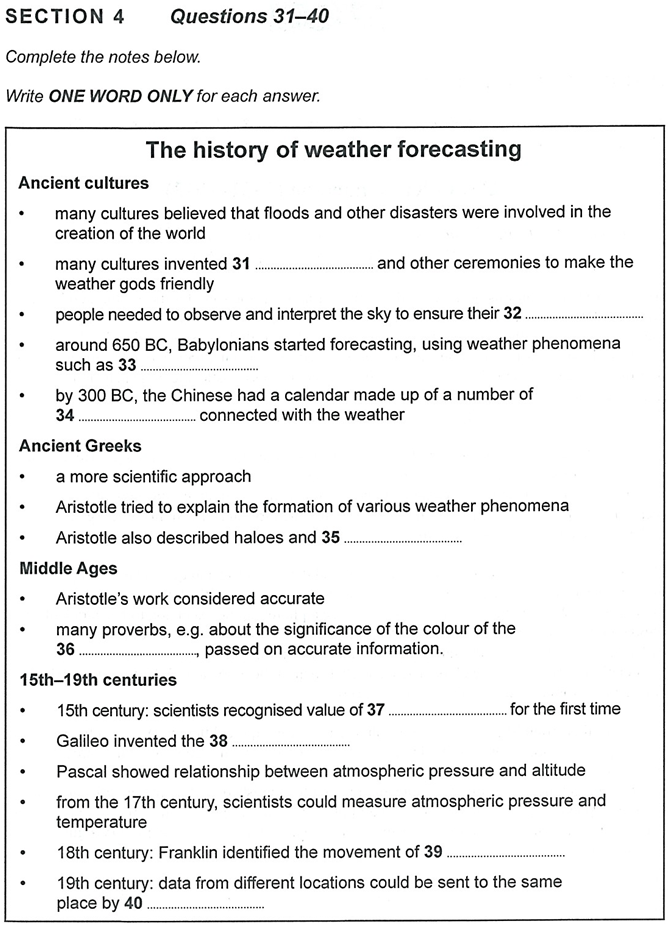 SECTION 4 Questions 31–40
Complete the notes below.
Write ONE WORD ONLY for each answer.
The history of weather forecasting
Ancient cultures
• many cultures believed that floods and other disasters were involved in the
creation of the world
• many cultures invented 31 ........................................ and other ceremonies to make the
weather gods friendly
• people needed to observe and interpret the sky to ensure their 32 ........................................
• around 650 BC, Babylonians started forecasting, using weather phenomena
such as 33 ........................................
• by 300 BC, the Chinese had a calendar made up of a number of
34 ........................................ connected with the weather
Ancient Greeks
• a more scientific approach
• Aristotle tried to explain the formation of various weather phenomena
• Aristotle also described haloes and 35 ........................................
Middle Ages
• Aristotle's work considered accurate
• many proverbs, e.g. about the significance of the colour of the
36 ........................................, passed on accurate information.
15th–19th centuries
• 15th century: scientists recognised value of 37 ........................................ for the first time
• Galileo invented the 38 ........................................
• Pascal showed relationship between atmospheric pressure and altitude
• from the 17th century, scientists could measure atmospheric pressure and
temperature
• 18th century: Franklin identified the movement of 39 ........................................
• 19th century: data from different locations could be sent to the same
place by 40 ........................................